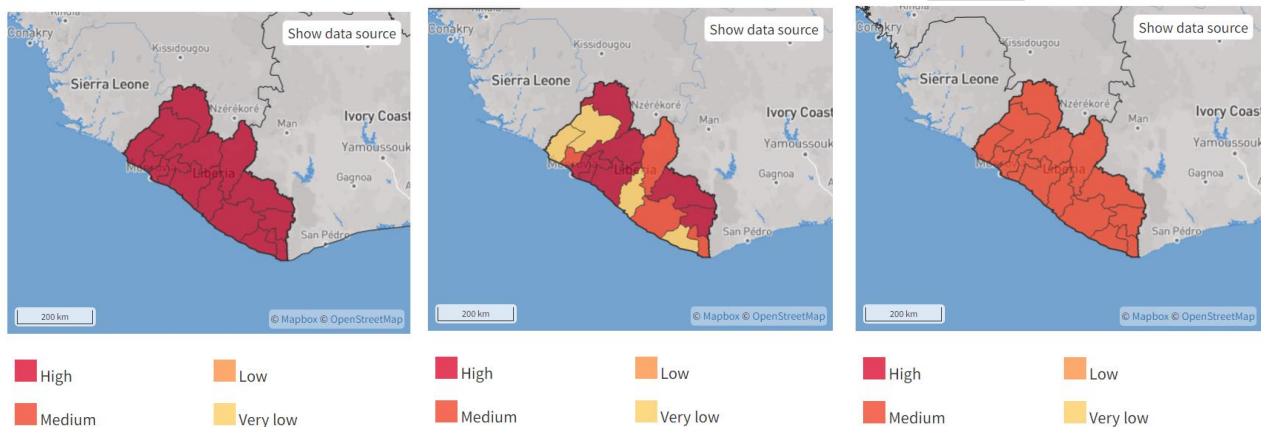 Show data source
Conakry
Kissidougou
Sierra Leone
Nzérékoré
Man
Ivory Coast
Yamoussouk
Liberia
Gagnoa
San Pédro
200 km
© Mapbox © OpenStreetMap
High
Low
Medium
Very low
Show data source
Conakry
Kissidougou
Sierra Leone
Nzérékoré
Man
Ivory Coast
Yamoussouk
Liberia
Gagnoa
San Pédro
200 km
© Mapbox © OpenStreetMap
High
Low
Medium
Very low
Show data source
Conakry
Kissidougou
Sierra Leone
Nzérékoré
Man
Ivory Coast
Yamoussouk
Liberia
Gagnoa
San Pédro
200 km
© Mapbox © OpenStreetMap
High
Low
Medium
Very low